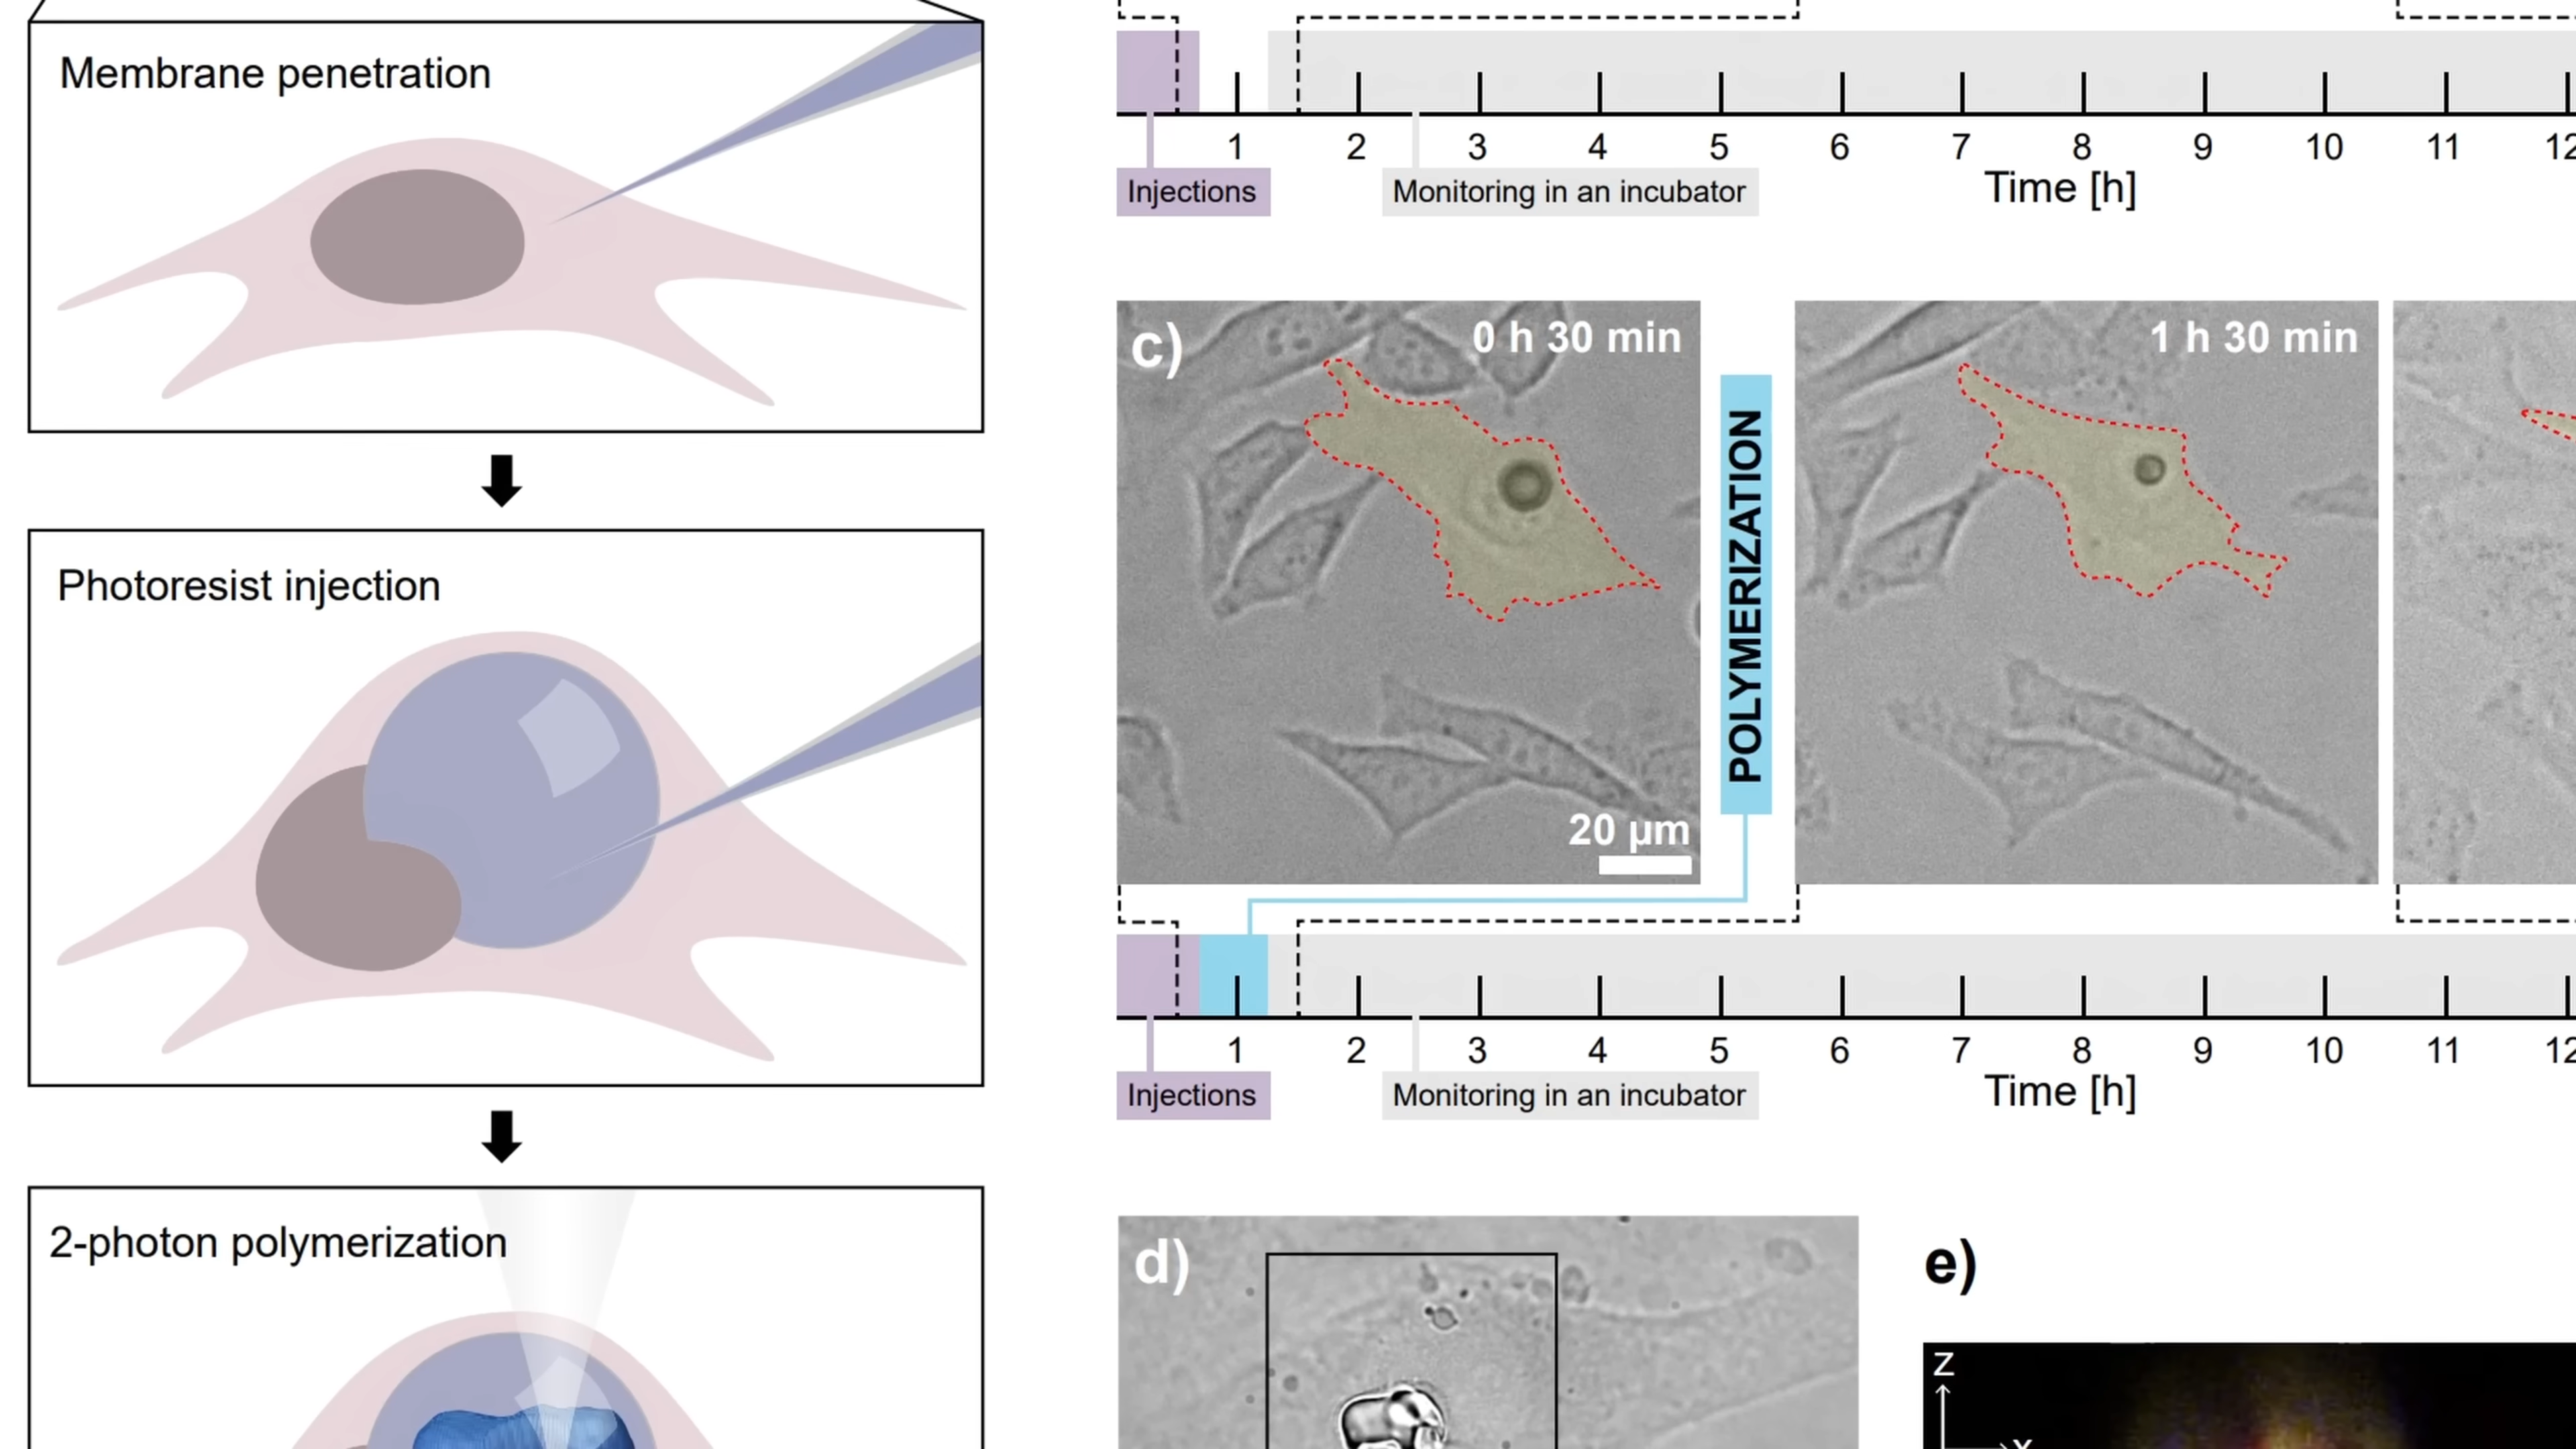 Membrane penetration
1 2 3 4 5 6 7 8 9 10 11 12
Injections
Monitoring in an incubator
Time [h]
Photoresist injection
c)
0 h 30 min
20 µm
POLYMERIZATION
1 h 30 min
1 2 3 4 5 6 7 8 9 10 11 12
Injections
Monitoring in an incubator
Time [h]
2-photon polymerization
d)
e)
Z
X